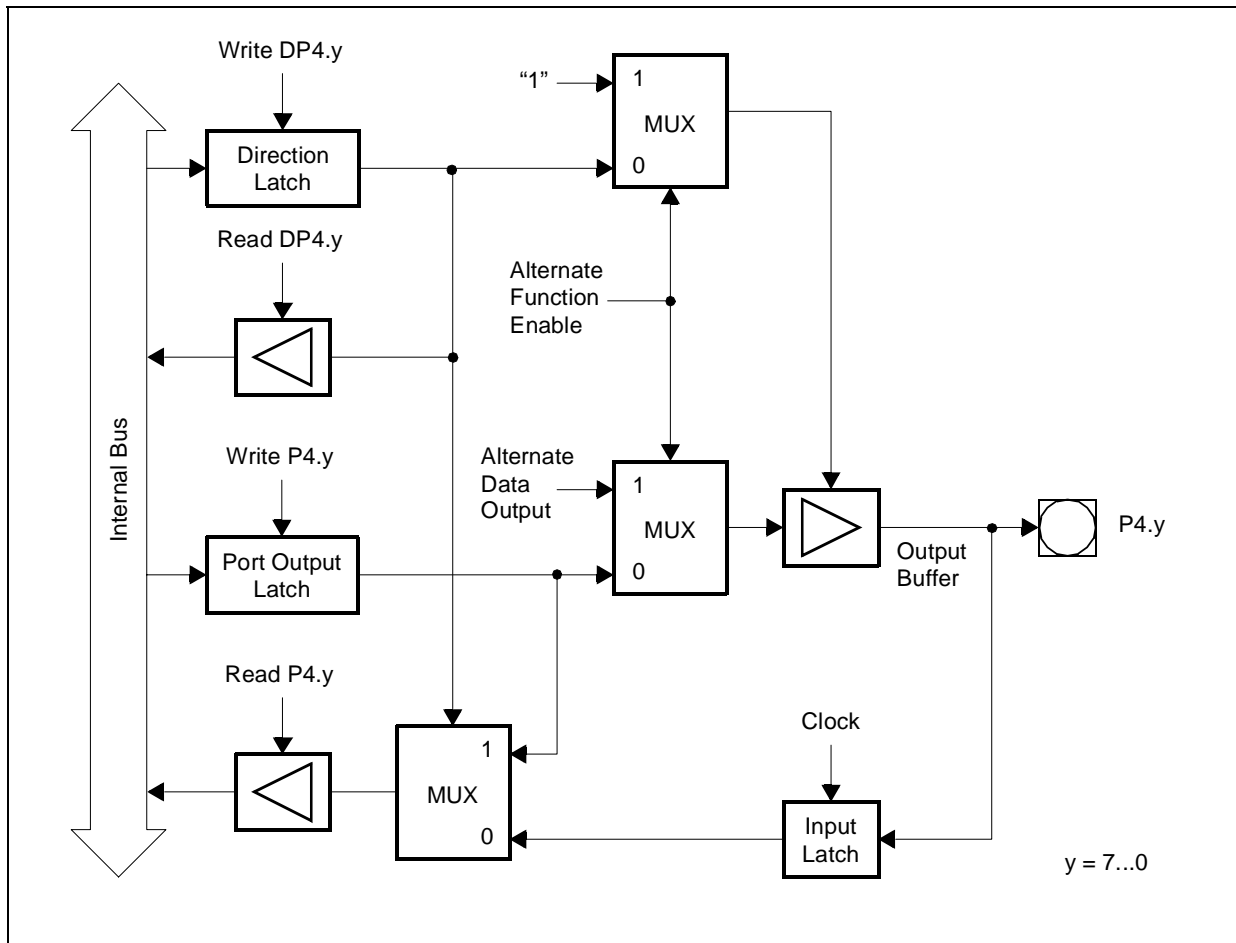 Write DP4.y
“1”
1
MUX
0
Direction
Latch
Read DP4.y
Alternate
Function
Enable
Internal Bus
Write P4.y
Alternate
Data
Output
1
MUX
0
P4.y
Port Output
Latch
Output
Buffer
Read P4.y
Clock
1
MUX
0
Input
Latch
y = 7...0